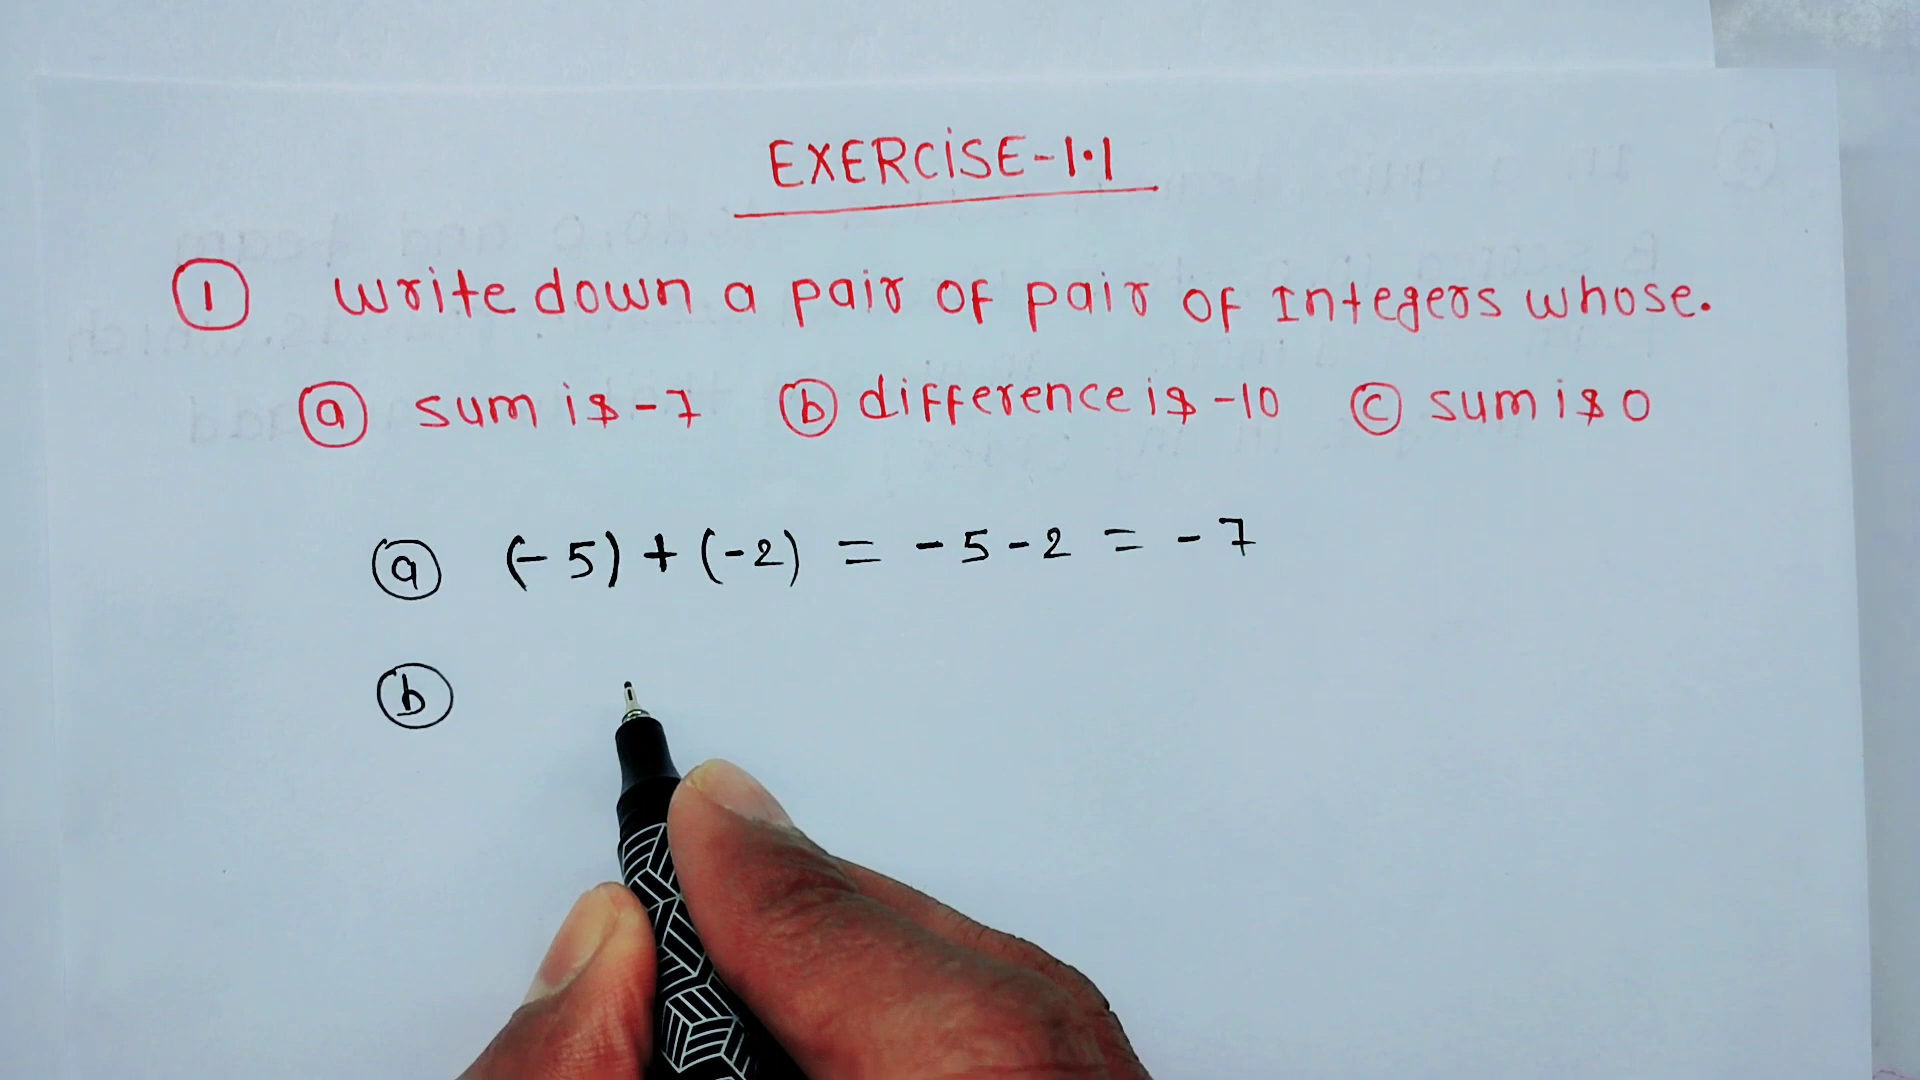 EXERCISE-1.1
① write down a pair of pair of Integers whose.
ⓐ sum is -7 ⓑ difference is -10 ⓒ sum is 0
ⓐ (-5)+(-2) = -5-2 = -7
ⓑ